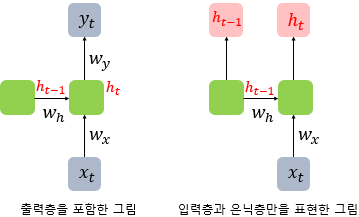 y_t
w_y
h_{t-1}
h_t
w_h
w_x
x_t
출력층을 포함한 그림
h_{t-1}
h_t
h_{t-1}
w_h
w_x
x_t
입력층과 은닉층만을 표현한 그림